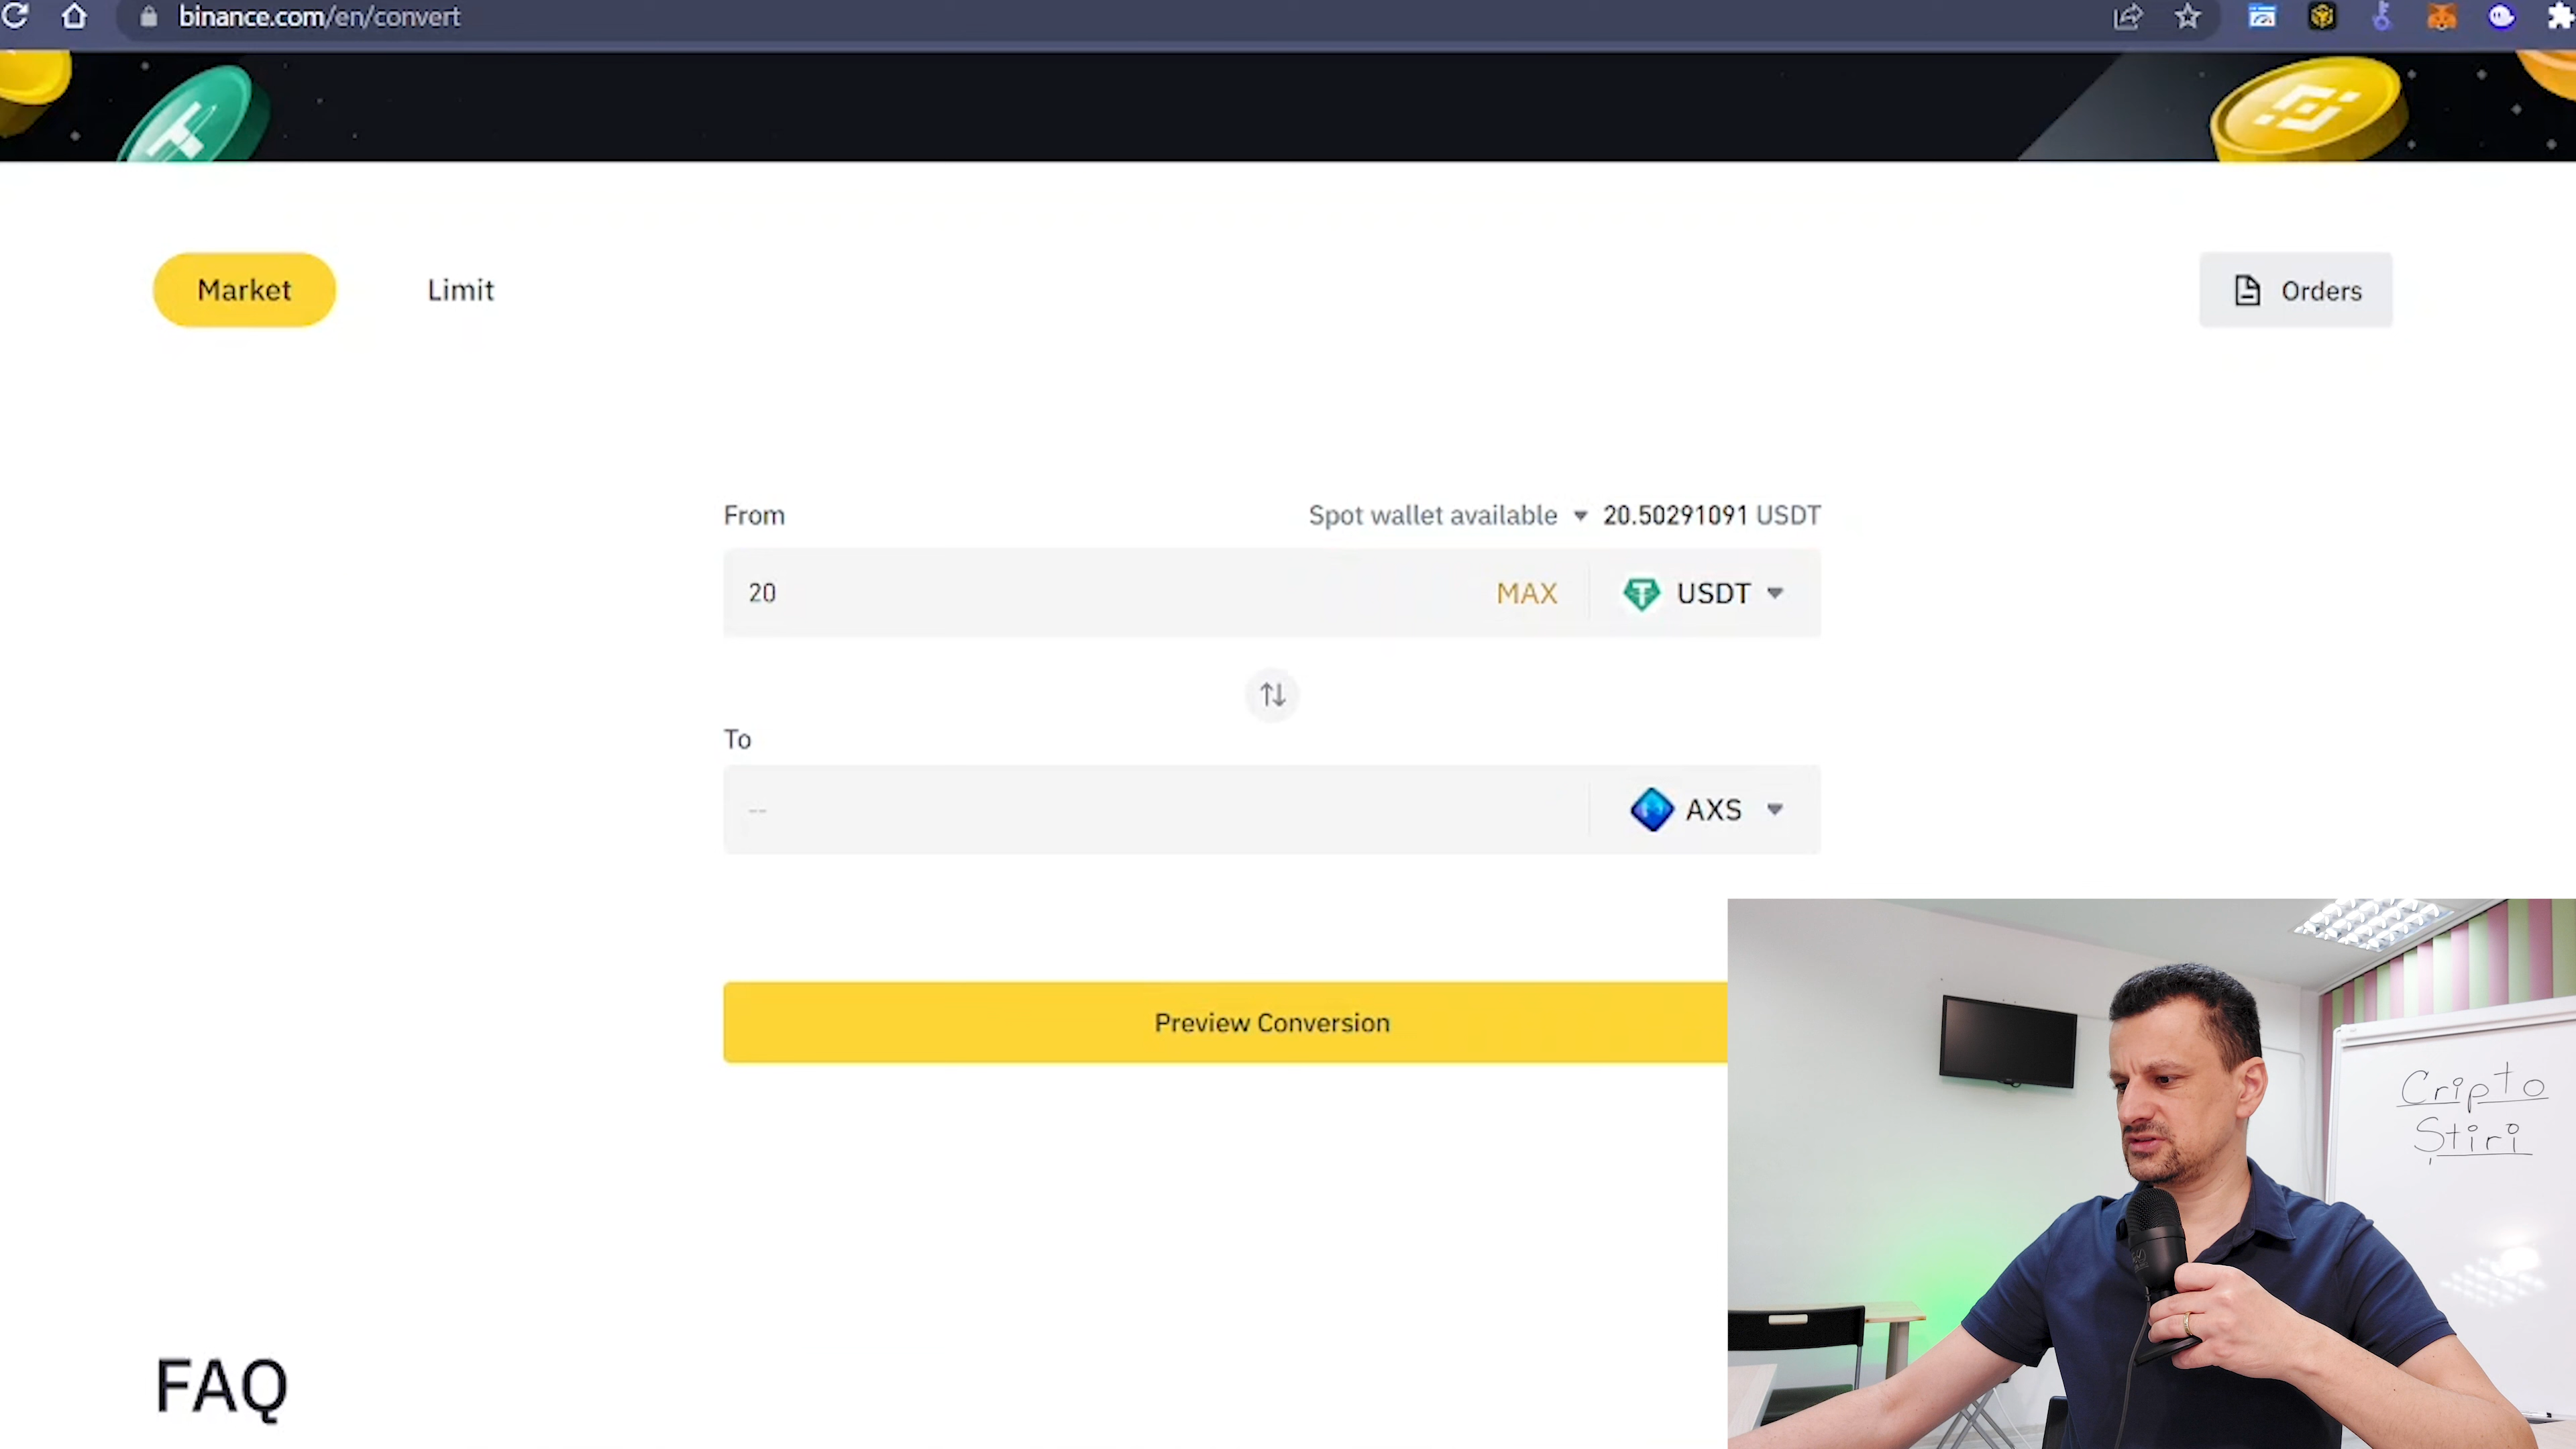 binance.com/en/convert
Market
Limit
Orders
From
Spot wallet available 20.50291091 USDT
20
MAX
USDT
To
--
AXS
Preview Conversion
Cripto
Știri
FAQ